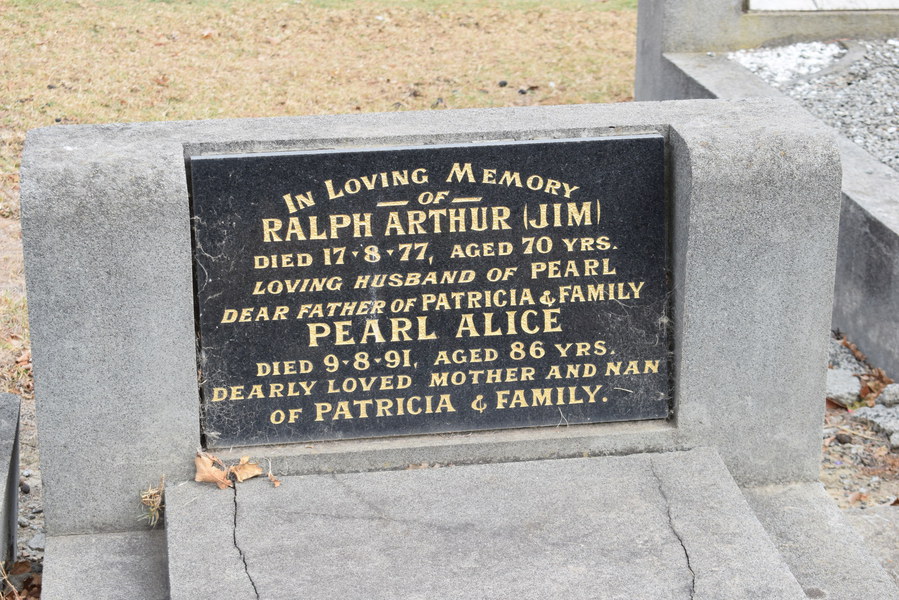 IN LOVING MEMORY
OF
RALPH ARTHUR (JIM)
DIED 17·8·77, AGED 70 YRS.
LOVING HUSBAND OF PEARL
DEAR FATHER OF PATRICIA & FAMILY
PEARL ALICE
DIED 9·8·91, AGED 86 YRS.
DEARLY LOVED MOTHER AND NAN
OF PATRICIA & FAMILY.